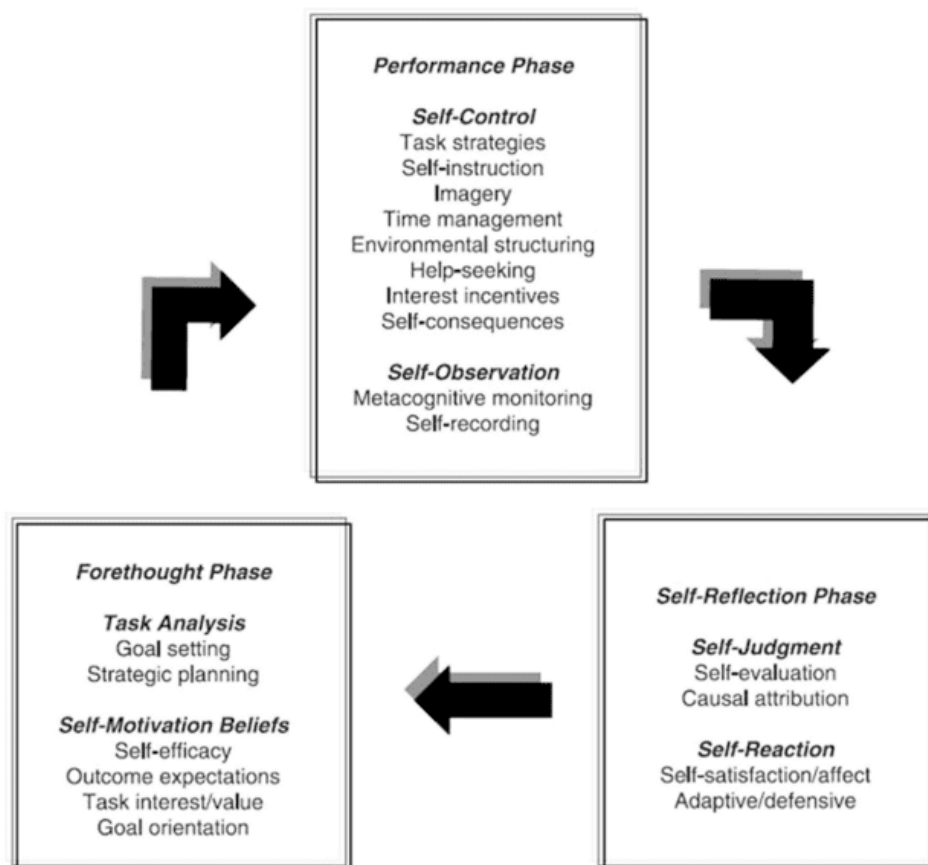 Performance Phase
Self-Control
Task strategies
Self-instruction
Imagery
Time management
Environmental structuring
Help-seeking
Interest incentives
Self-consequences
Self-Observation
Metacognitive monitoring
Self-recording
Forethought Phase
Task Analysis
Goal setting
Strategic planning
Self-Motivation Beliefs
Self-efficacy
Outcome expectations
Task interest/value
Goal orientation
Self-Reflection Phase
Self-Judgment
Self-evaluation
Causal attribution
Self-Reaction
Self-satisfaction/affect
Adaptive/defensive